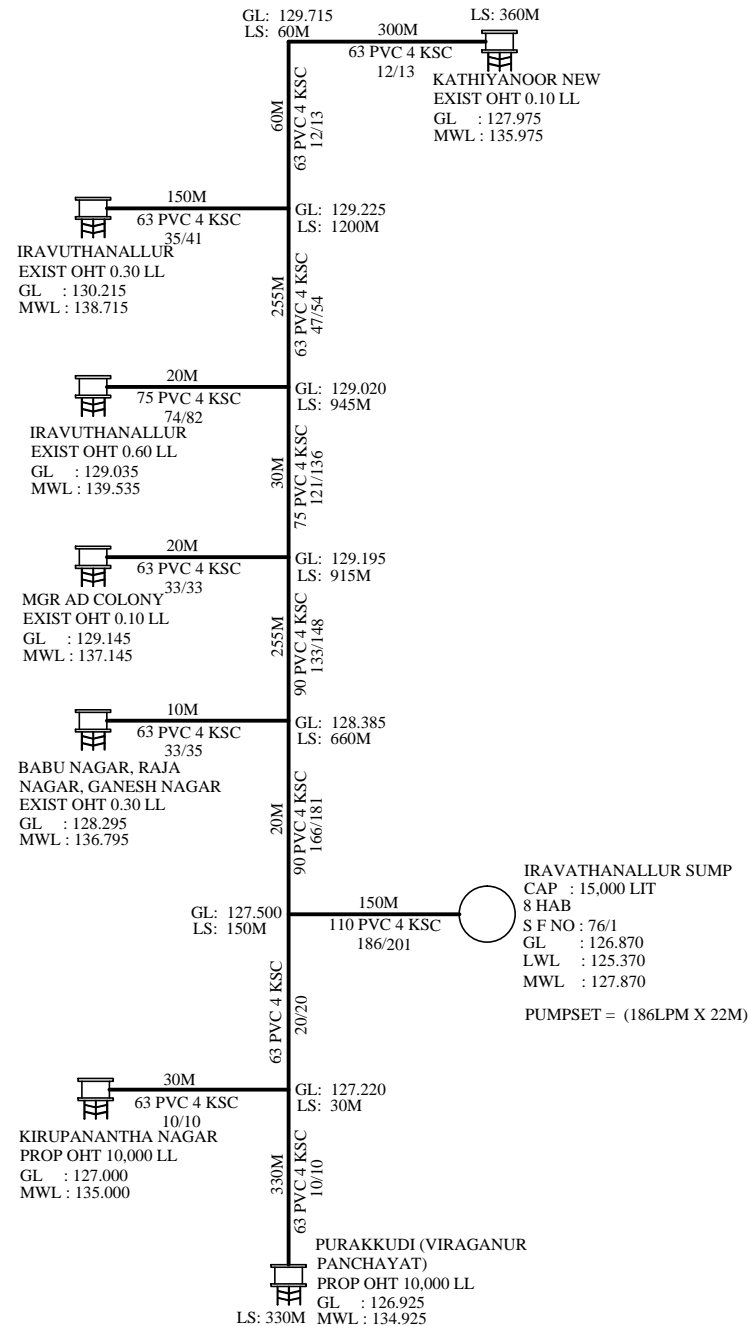 GL: 129.715
LS: 60M
300M
LS: 360M
63 PVC 4 KSC
12/13
KATHIYANOOR NEW
EXIST OHT 0.10 LL
GL : 127.975
MWL : 135.975
60M
63 PVC 4 KSC
12/13
150M
63 PVC 4 KSC
35/41
GL: 129.225
LS: 1200M
IRAVUTHANALLUR
EXIST OHT 0.30 LL
GL : 130.215
MWL : 138.715
255M
63 PVC 4 KSC
47/54
20M
75 PVC 4 KSC
74/82
GL: 129.020
LS: 945M
IRAVUTHANALLUR
EXIST OHT 0.60 LL
GL : 129.035
MWL : 139.535
30M
75 PVC 4 KSC
121/136
20M
63 PVC 4 KSC
33/33
GL: 129.195
LS: 915M
MGR AD COLONY
EXIST OHT 0.10 LL
GL : 129.145
MWL : 137.145
255M
90 PVC 4 KSC
133/148
10M
63 PVC 4 KSC
33/35
GL: 128.385
LS: 660M
BABU NAGAR, RAJA
NAGAR, GANESH NAGAR
EXIST OHT 0.30 LL
GL : 128.295
MWL : 136.795
20M
90 PVC 4 KSC
166/181
GL: 127.500
LS: 150M
150M
110 PVC 4 KSC
186/201
IRAVATHANALLUR SUMP
CAP : 15,000 LIT
8 HAB
S F NO : 76/1
GL : 126.870
LWL : 125.370
MWL : 127.870
PUMPSET = (186LPM X 22M)
63 PVC 4 KSC
20/20
30M
63 PVC 4 KSC
10/10
GL: 127.220
LS: 30M
KIRUPANANTHA NAGAR
PROP OHT 10,000 LL
GL : 127.000
MWL : 135.000
330M
63 PVC 4 KSC
10/10
PURAKKUDI (VIRAGANUR
PANCHAYAT)
PROP OHT 10,000 LL
GL : 126.925
LS: 330M
MWL : 134.925